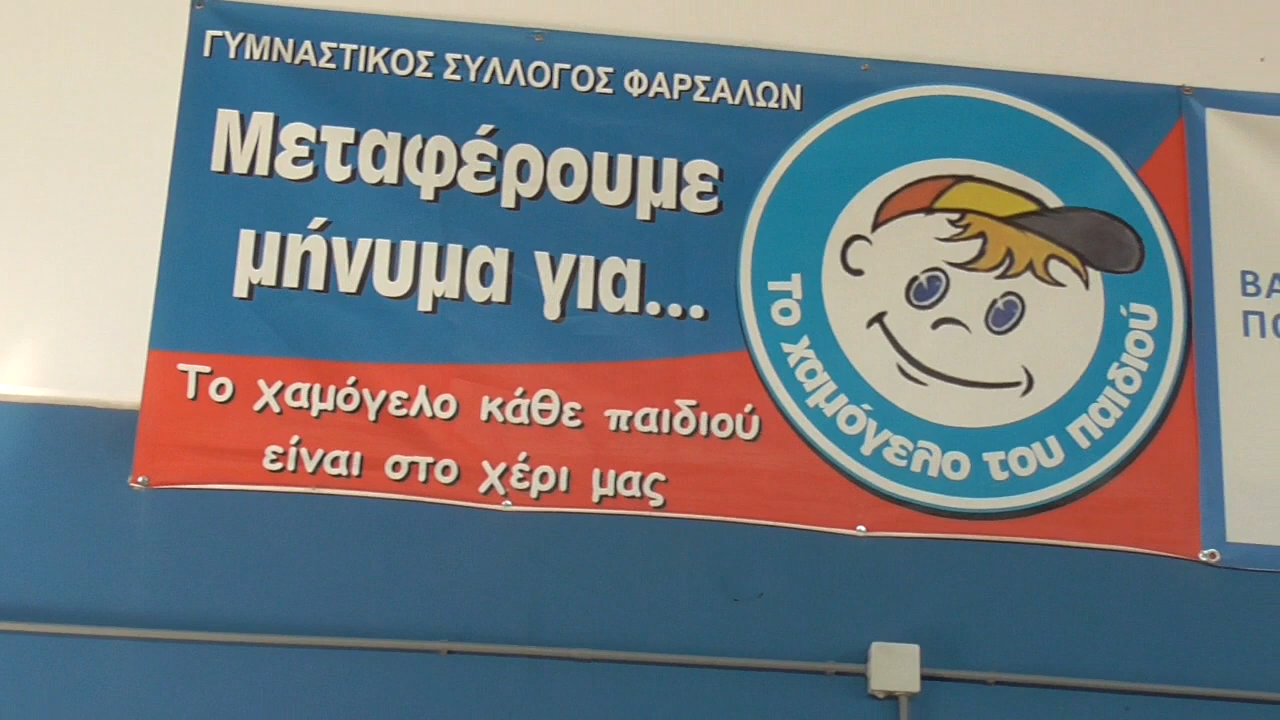 ΓΥΜΝΑΣΤΙΚΟΣ ΣΥΛΛΟΓΟΣ ΦΑΡΣΑΛΩΝ
Μεταφέρουμε
μήνυμα για...
Το χαμόγελο κάθε παιδιού
είναι στο χέρι μας
Το χαμόγελο του παιδιού